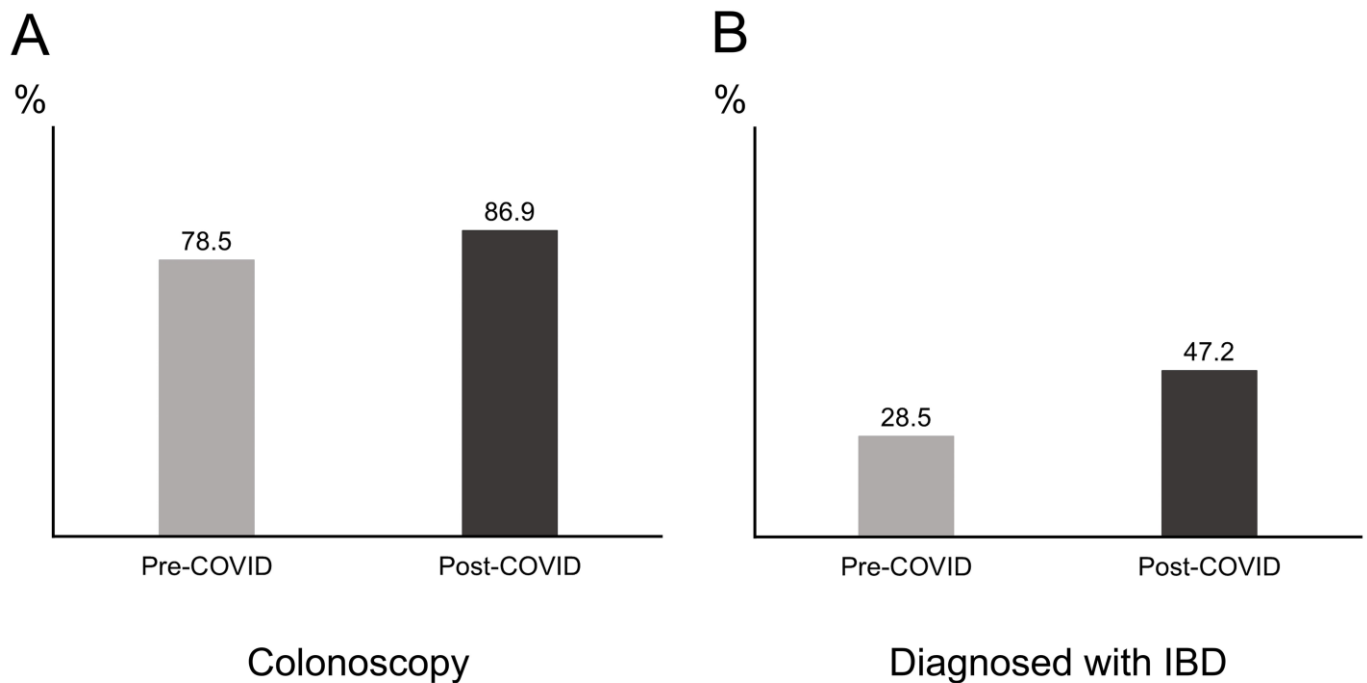 A
%
78.5
86.9
Pre-COVID
Post-COVID
Colonoscopy
B
%
28.5
47.2
Pre-COVID
Post-COVID
Diagnosed with IBD